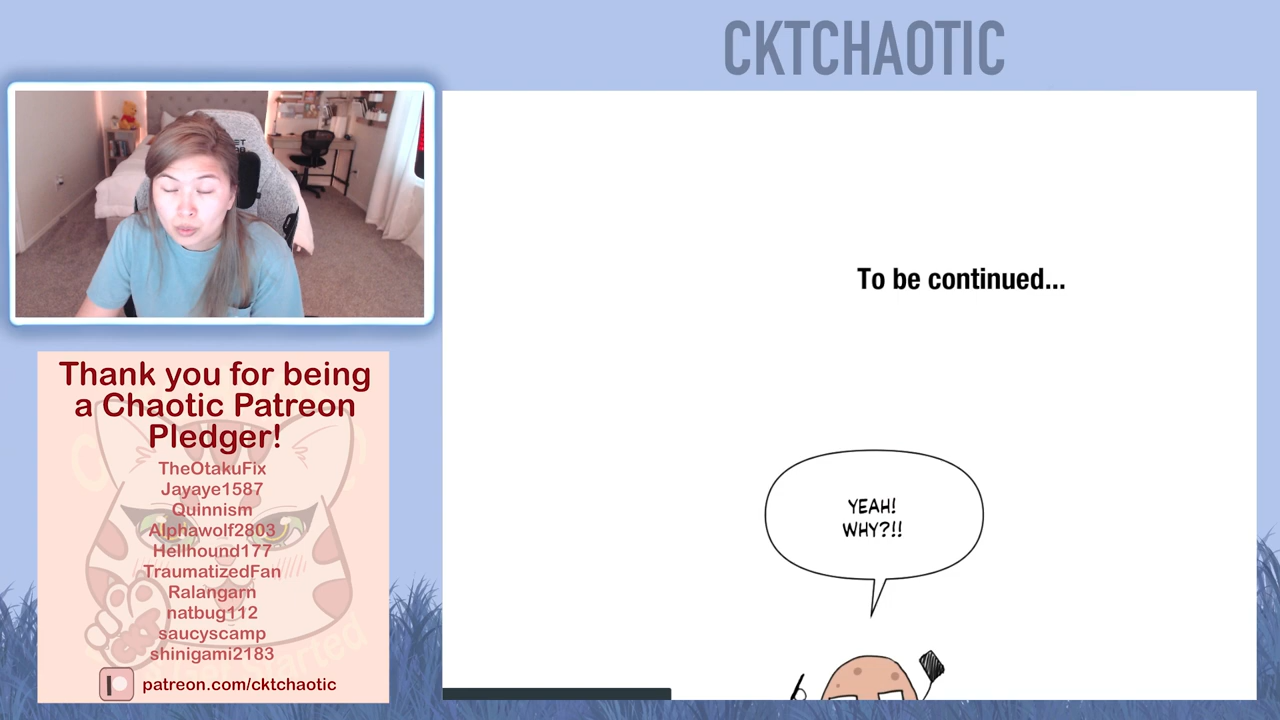 CKTCHAOTIC
To be continued...
YEAH!
WHY?!!
Thank you for being
a Chaotic Patreon
Pledger!
TheOtakuFix
Jayaye1587
Quinnism
Alphawolf2803
Hellhound177
TraumatizedFan
Ralangarn
natbug112
saucyscamp
shinigami2183
patreon.com/cktchaotic